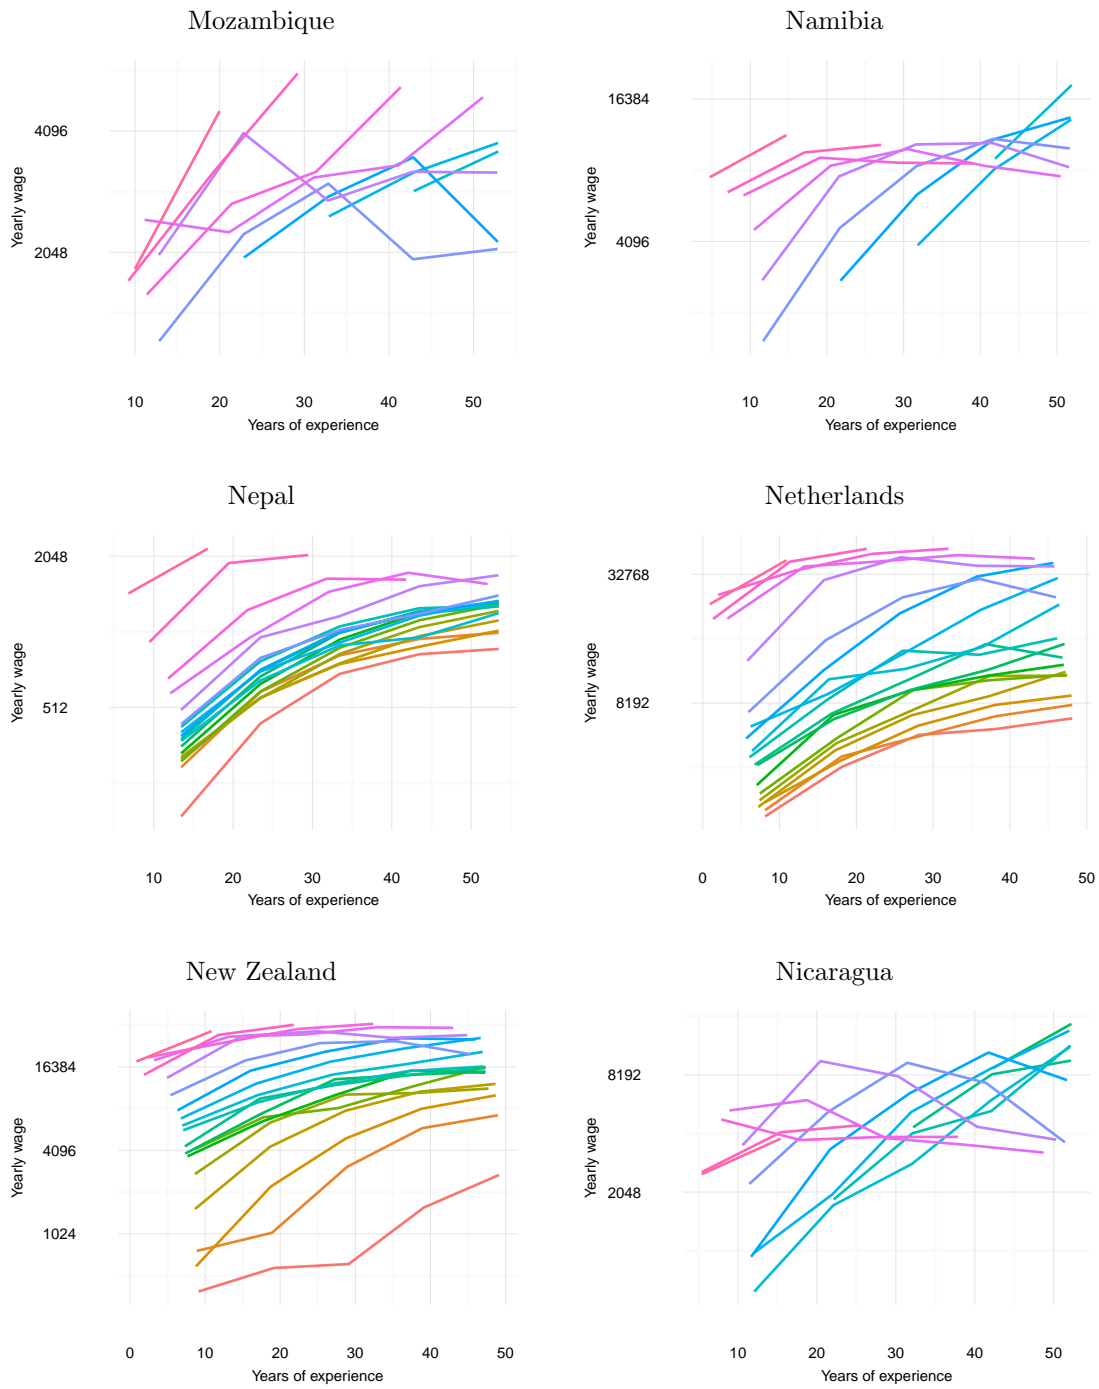 Mozambique
Namibia
4096
2048
Yearly wage
10 20 30 40 50
Years of experience
16384
4096
Yearly wage
10 20 30 40 50
Years of experience
Nepal
Netherlands
2048
512
Yearly wage
10 20 30 40 50
Years of experience
32768
8192
Yearly wage
0 10 20 30 40 50
Years of experience
New Zealand
Nicaragua
16384
4096
1024
Yearly wage
0 10 20 30 40 50
Years of experience
8192
2048
Yearly wage
10 20 30 40 50
Years of experience